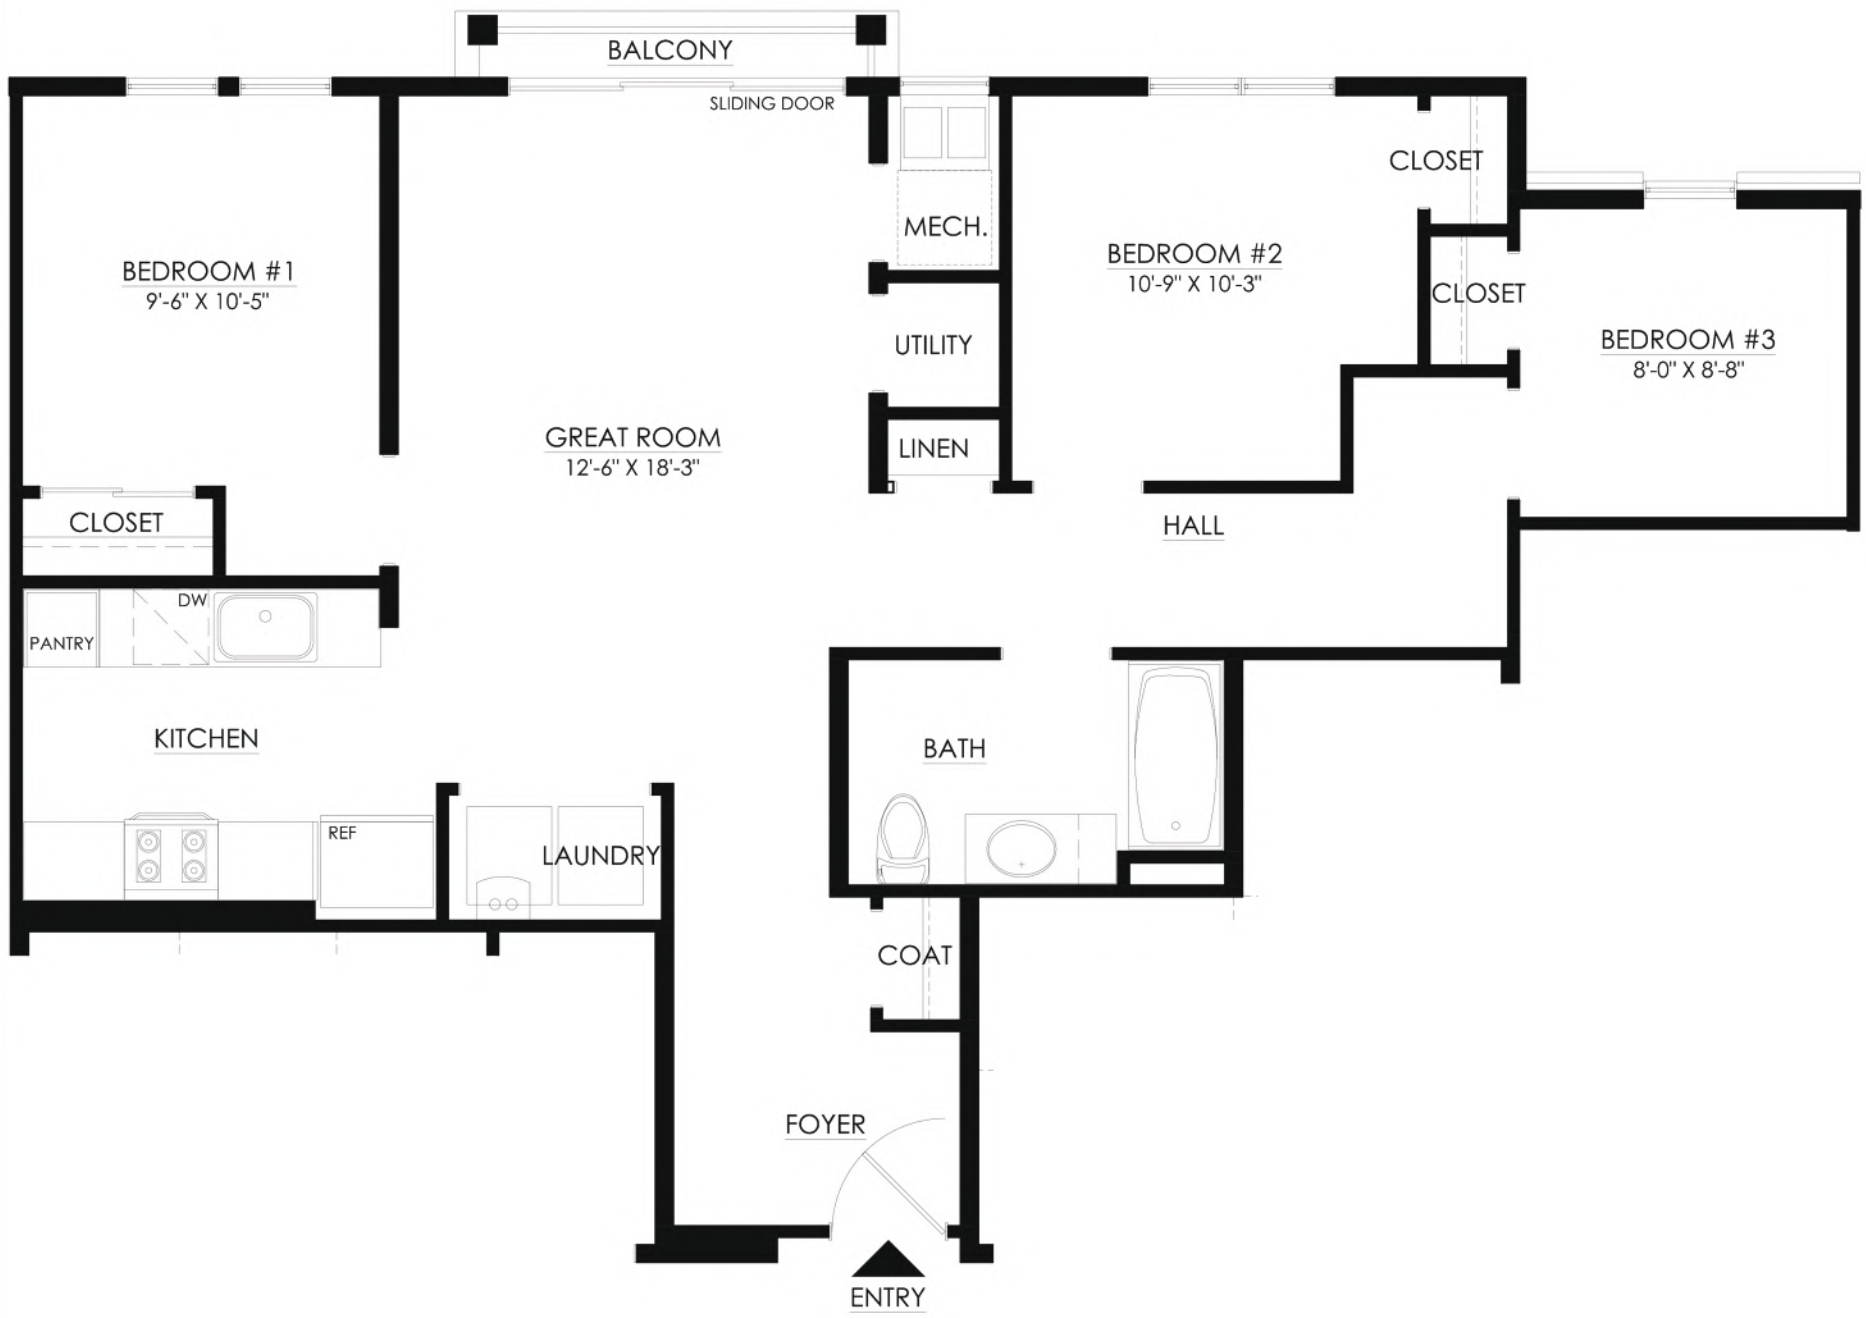 BALCONY
SLIDING DOOR
CLOSET
MECH.
BEDROOM #2
10'-9" X 10'-3"
BEDROOM #1
9'-6" X 10'-5"
CLOSET
UTILITY
BEDROOM #3
8'-0" X 8'-8"
GREAT ROOM
12'-6" X 18'-3"
LINEN
CLOSET
HALL
DW
PANTRY
KITCHEN
BATH
REF
LAUNDRY
COAT
FOYER
ENTRY